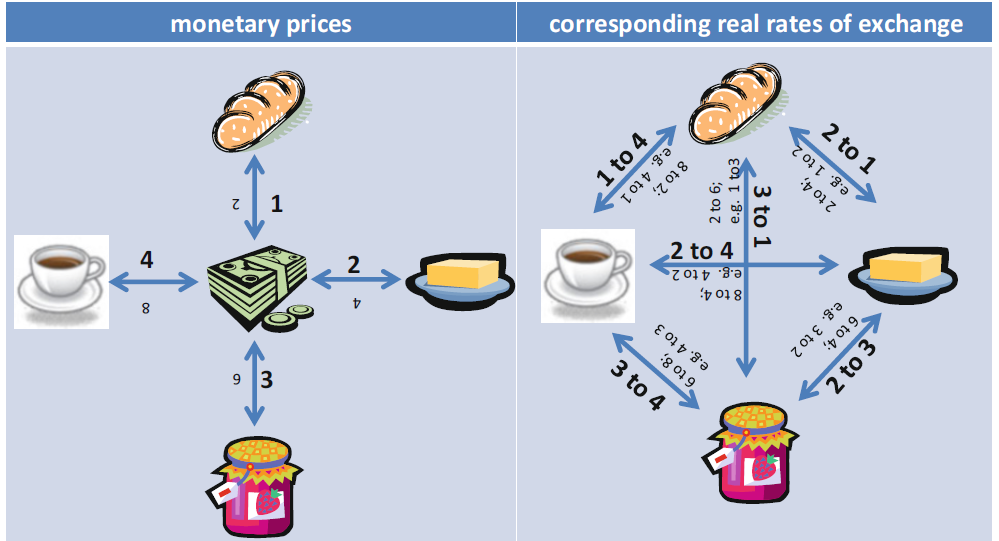 monetary prices
corresponding real rates of exchange
2
1
4
8
2
4
6
3
1 to 4
8 to 2;
e.g. 4 to 1
2 to 1
2 to 4;
e.g. 1 to 2
3 to 1
2 to 6;
e.g. 1 to3
2 to 4
8 to 4;
e.g. 4 to 2
3 to 4
6 to 8;
e.g. 4 to 3
2 to 3
6 to 4;
e.g. 3 to 2